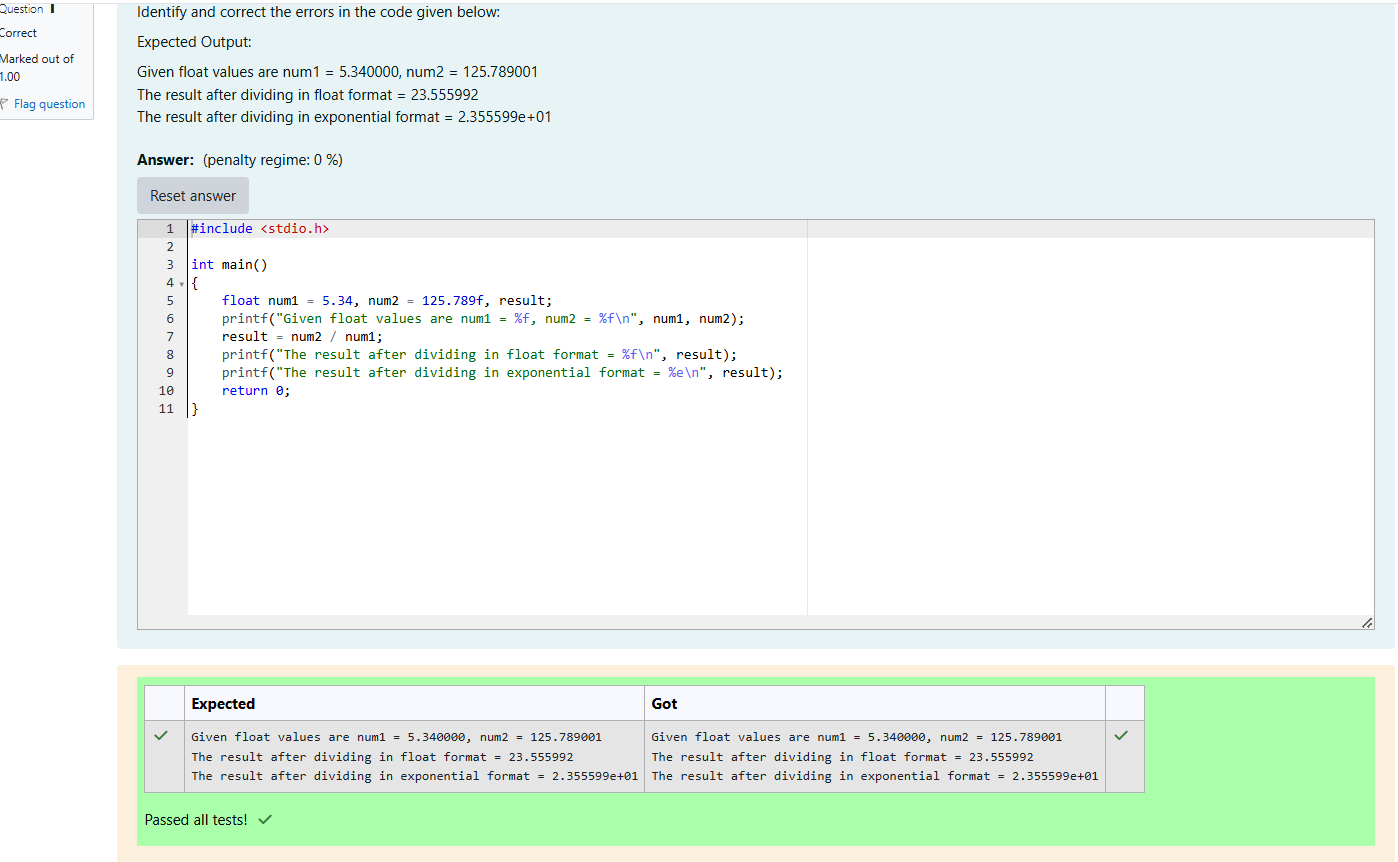 Question 1
Correct
Marked out of
1.00
Flag question
Identify and correct the errors in the code given below:
Expected Output:
Given float values are num1 = 5.340000, num2 = 125.789001
The result after dividing in float format = 23.555992
The result after dividing in exponential format = 2.355599e+01
Answer: (penalty regime: 0 %)
Reset answer
1 #include <stdio.h>
2
3 int main()
4 {
5     float num1 = 5.34, num2 = 125.789f, result;
6     printf("Given float values are num1 = %f, num2 = %f\n", num1, num2);
7     result = num2 / num1;
8     printf("The result after dividing in float format = %f\n", result);
9     printf("The result after dividing in exponential format = %e\n", result);
10     return 0;
11 }
Expected Got
Given float values are num1 = 5.340000, num2 = 125.789001 Given float values are num1 = 5.340000, num2 = 125.789001
The result after dividing in float format = 23.555992 The result after dividing in float format = 23.555992
The result after dividing in exponential format = 2.355599e+01 The result after dividing in exponential format = 2.355599e+01
Passed all tests!